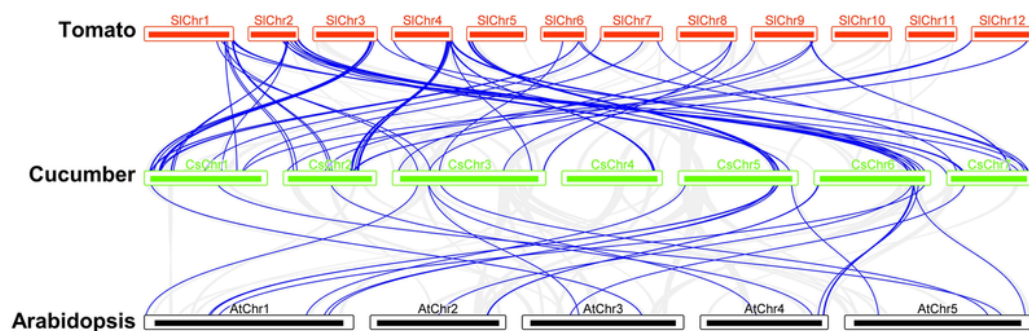 SlChr1 SlChr2 SlChr3 SlChr4 SlChr5 SlChr6 SlChr7 SlChr8 SlChr9 SlChr10 SlChr11 SlChr12
Tomato
CsChr1 CsChr2 CsChr3 CsChr4 CsChr5 CsChr6 CsChr7
Cucumber
AtChr1 AtChr2 AtChr3 AtChr4 AtChr5
Arabidopsis